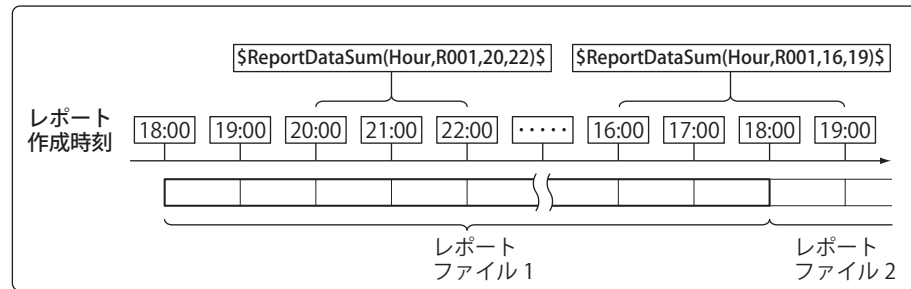 $ReportDataSum(Hour,R001,20,22)$ $ReportDataSum(Hour,R001,16,19)$
レポート
作成時刻
18:00 19:00 20:00 21:00 22:00 ····· 16:00 17:00 18:00 19:00
レポート
ファイル 1
レポート
ファイル 2